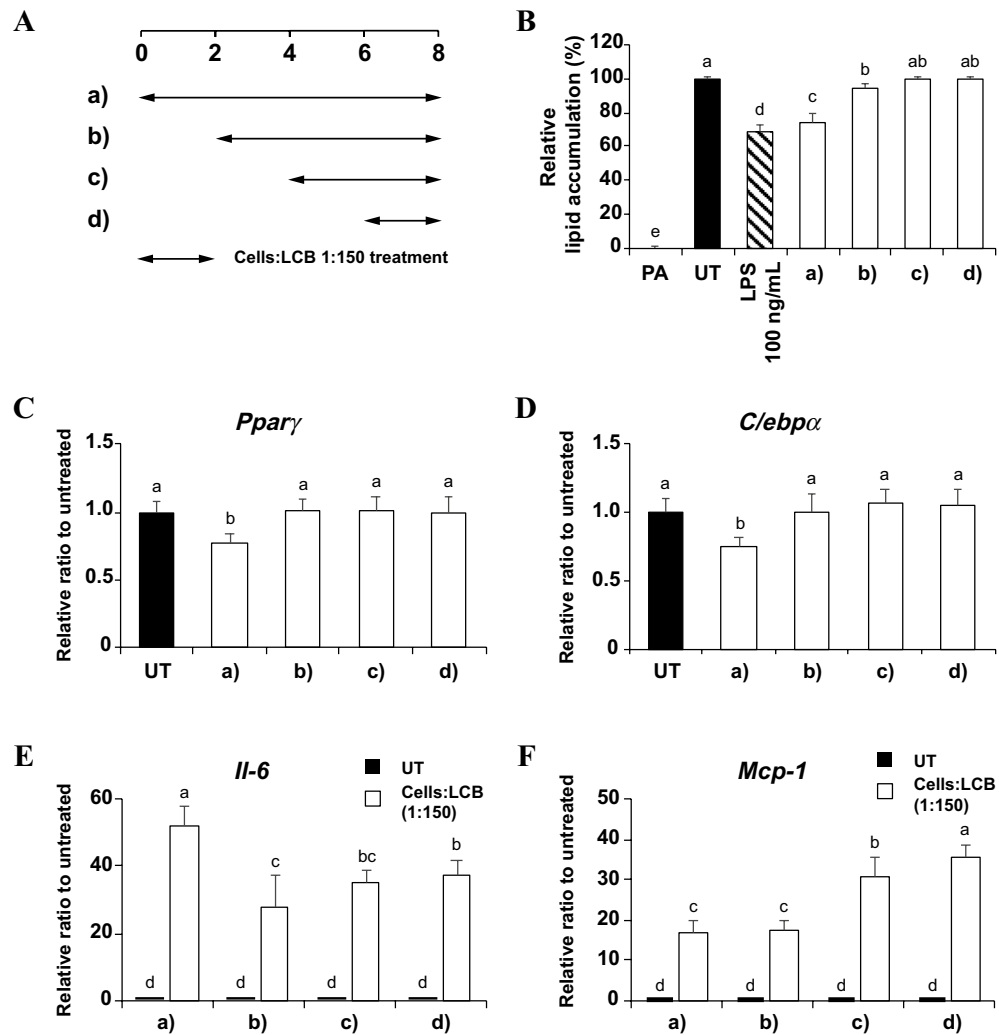 A
0 2 4 6 8
a)
b)
c)
d)
Cells:LCB 1:150 treatment
B
Relative
lipid accumulation (%)
120
100
80
60
40
20
0
e
a
d
c
b
ab
ab
PA
UT
LPS
100 ng/mL
a)
b)
c)
d)
C
Pparγ
Relative ratio to untreated
1.5
1.0
0.5
0
a
b
a
a
a
UT a) b) c) d)
D
C/ebpα
Relative ratio to untreated
1.5
1.0
0.5
0
a
b
a
a
a
UT a) b) c) d)
E
Il-6
UT
Cells:LCB
(1:150)
Relative ratio to untreated
60
40
20
0
d
a
d
c
d
bc
d
b
a) b) c) d)
F
Mcp-1
UT
Cells:LCB
(1:150)
Relative ratio to untreated
50
40
30
20
10
0
d
c
d
c
d
b
d
a
a) b) c) d)